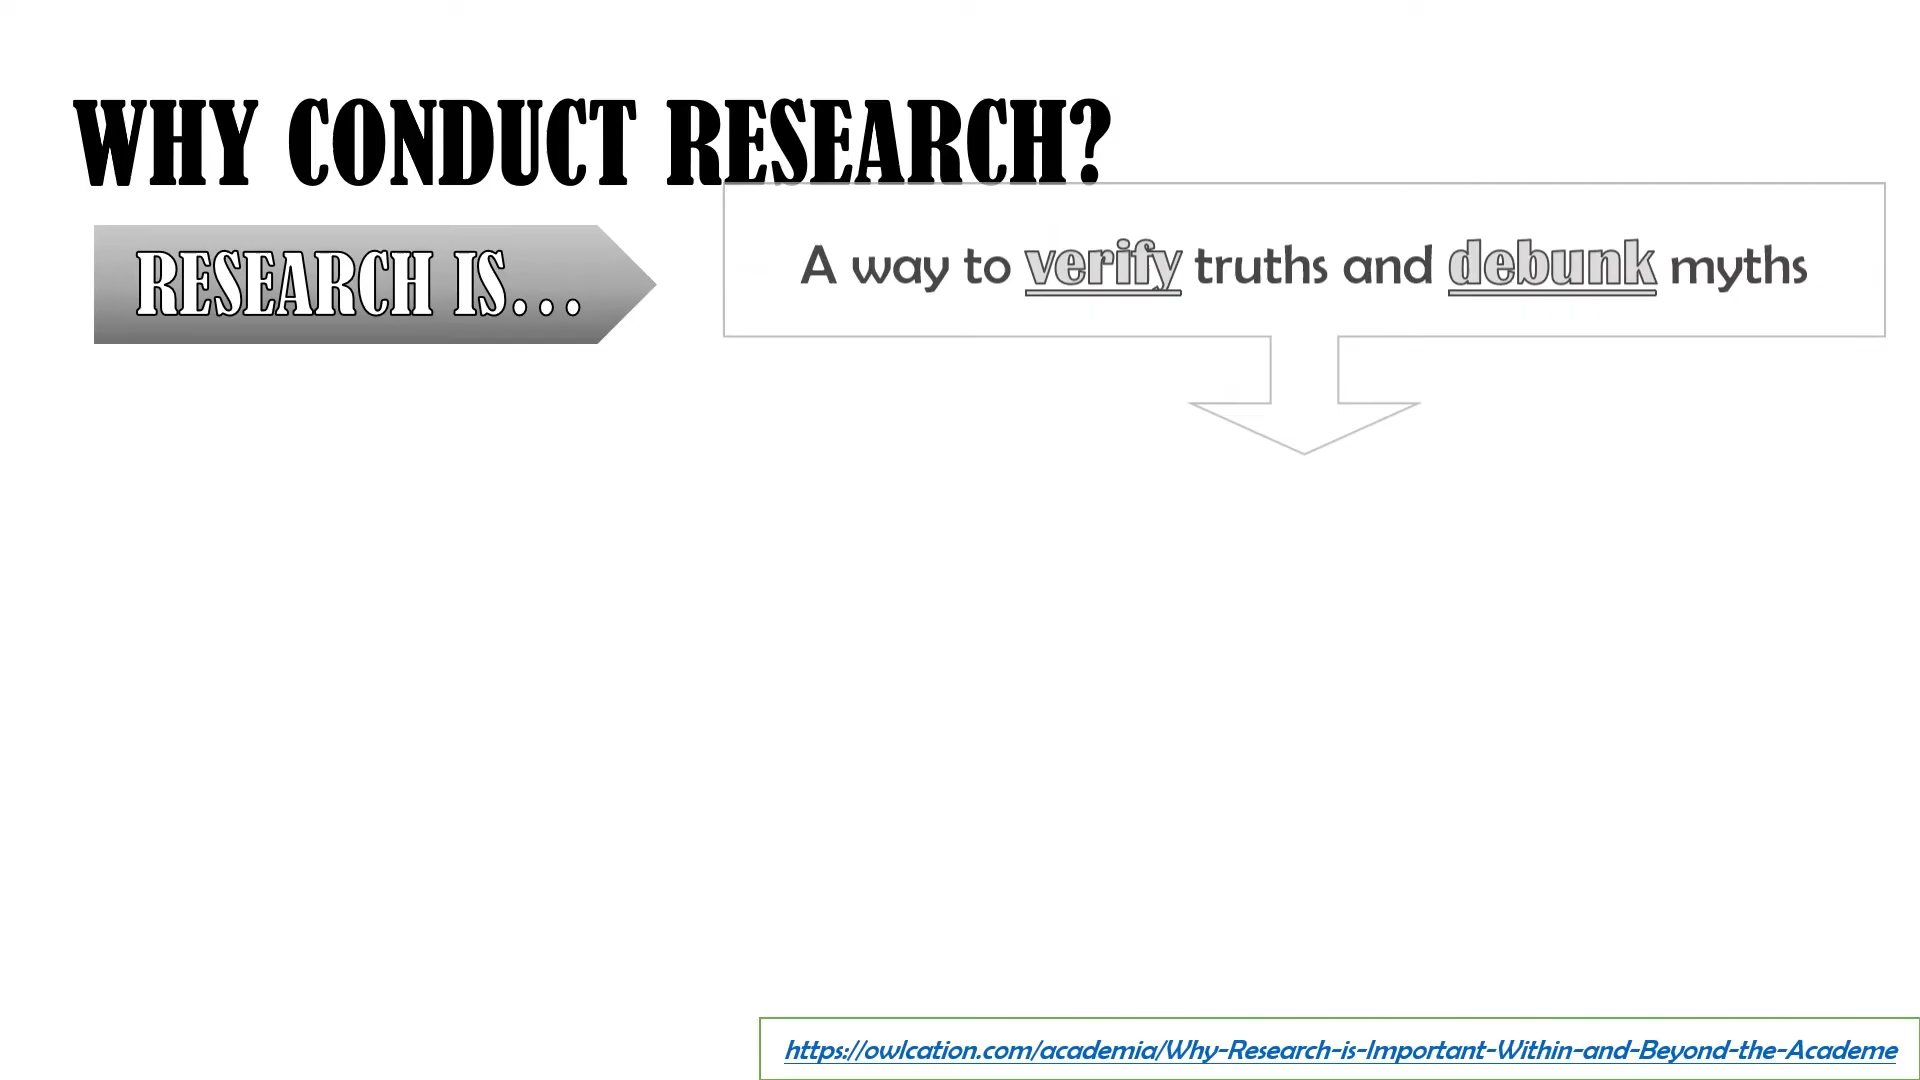 WHY CONDUCT RESEARCH?
RESEARCH IS...
A way to verify truths and debunk myths
https://owlcation.com/academia/Why-Research-is-Important-Within-and-Beyond-the-Academe